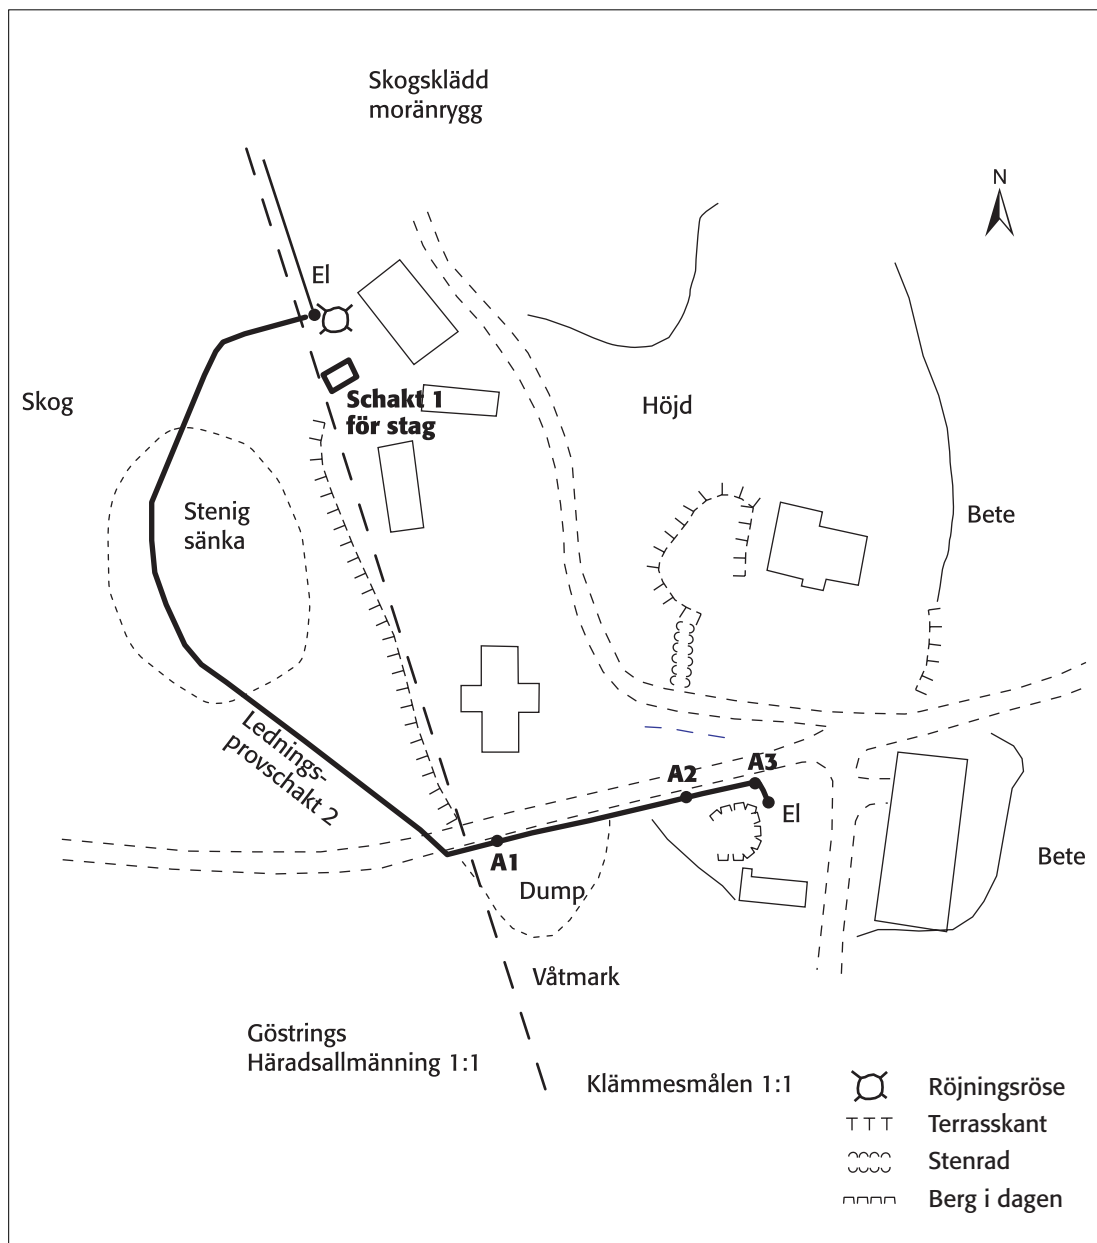 Skogsklädd
moränrygg
N
El
Skog
Schakt 1
för stag
Höjd
Stenig
sänka
Bete
Lednings-
provschakt 2
A3
A2
El
A1
Bete
Dump
Våtmark
Göstrings
Häradsallmänning 1:1
Klämmesmålen 1:1
Röjningsröse
Terrasskant
Stenrad
Berg i dagen